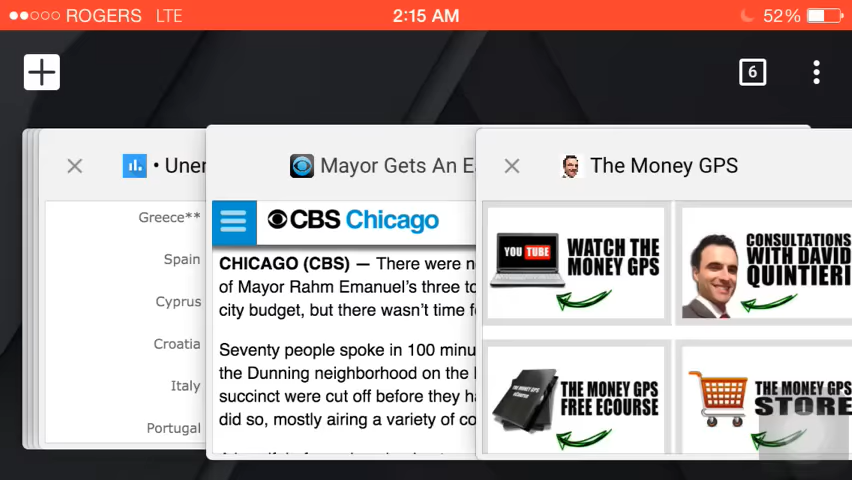 ROGERS LTE 2:15 AM 52%
6
• Uner
Greece**
Spain
Cyprus
Croatia
Italy
Portugal
Mayor Gets An E
CBS Chicago
CHICAGO (CBS) — There were n
of Mayor Rahm Emanuel's three to
city budget, but there wasn't time f
Seventy people spoke in 100 minu
the Dunning neighborhood on the
succinct were cut off before they ha
did so, mostly airing a variety of co
The Money GPS
YOU TUBE
WATCH THE
MONEY GPS
CONSULTATIONS
WITH DAVID
QUINTIERI
THE MONEY GPS
FREE ECOURSE
THE MONEY GPS
STORE